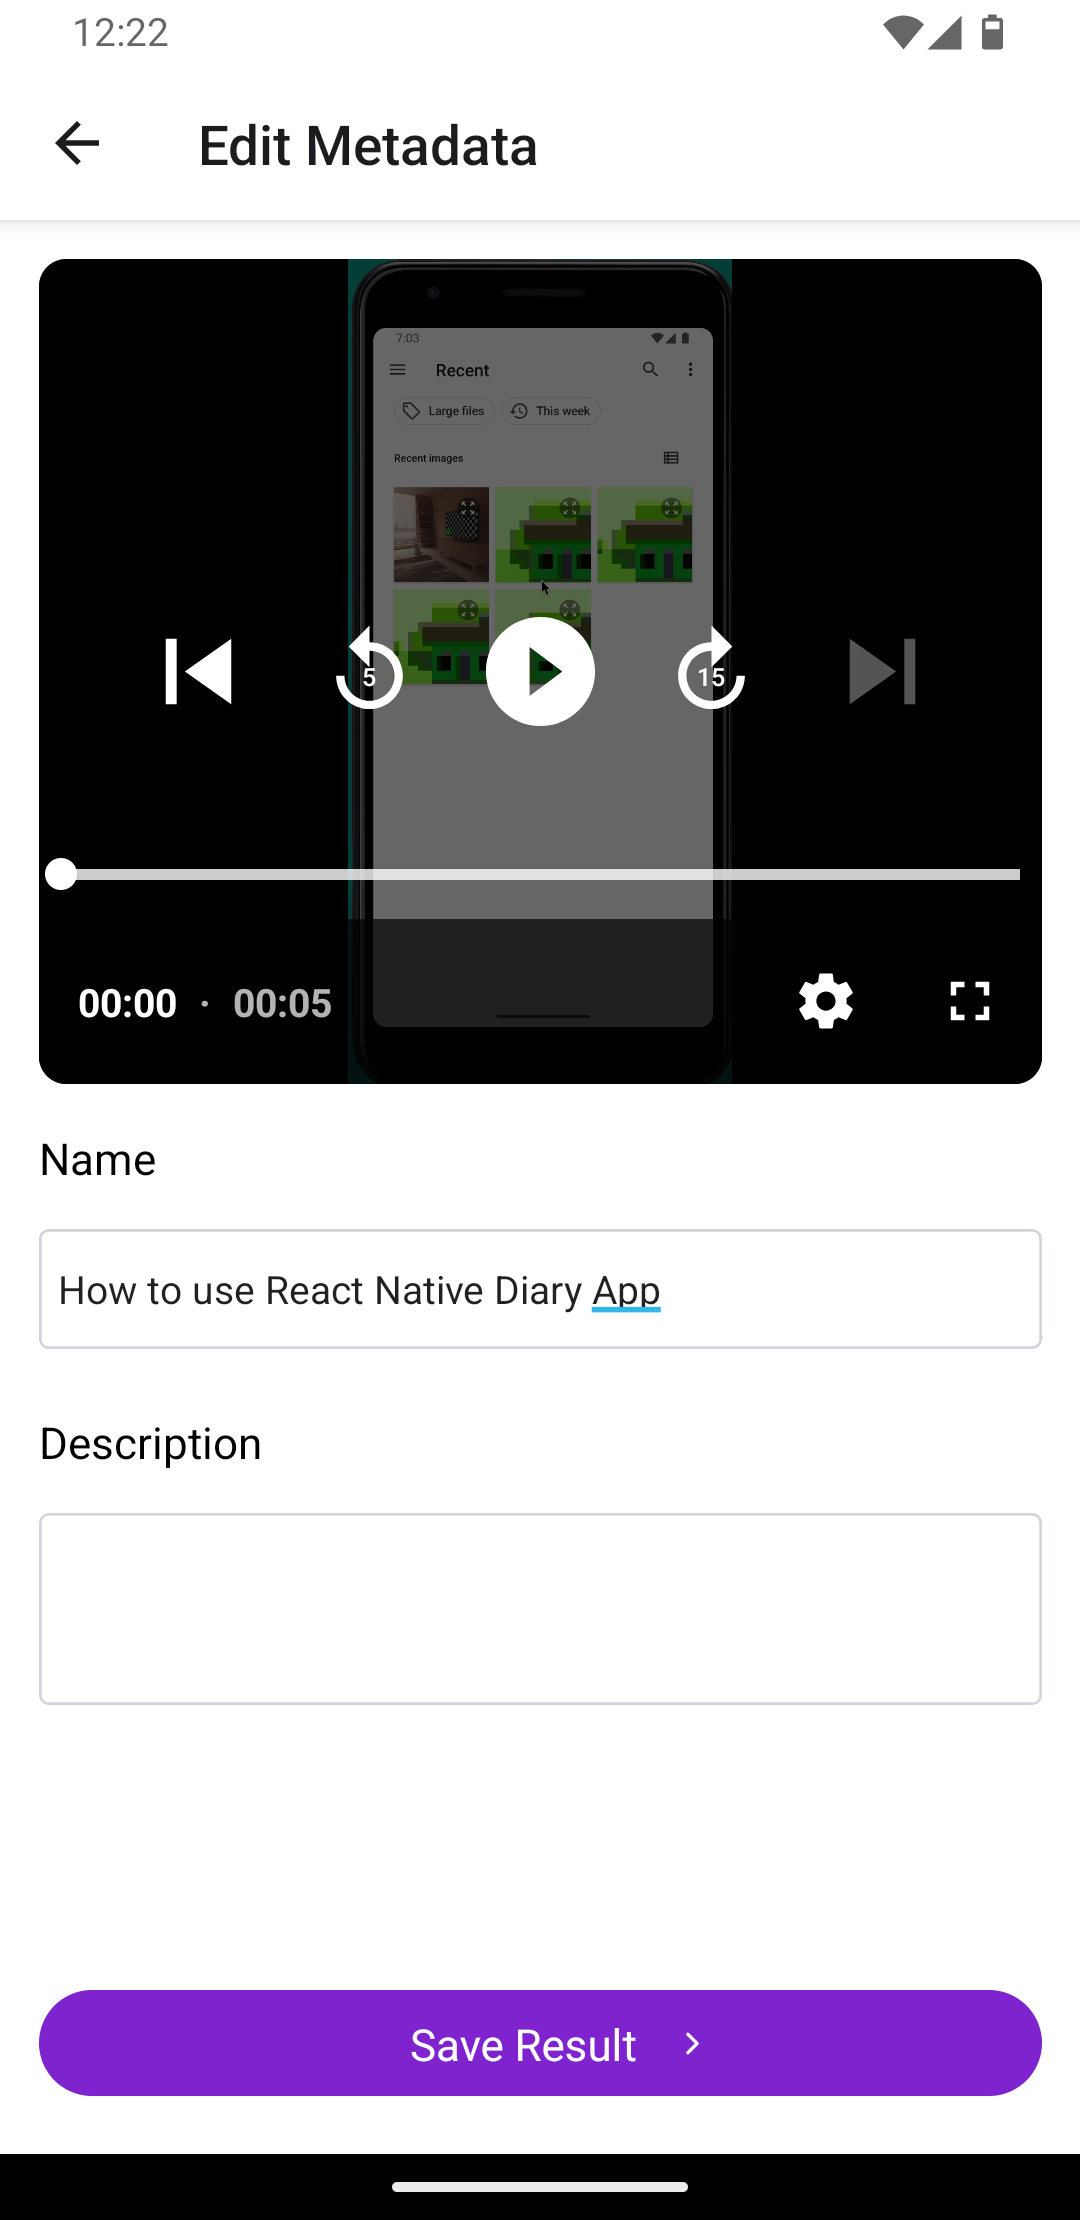 12:22
Edit Metadata
7:03
Recent
Large files
This week
Recent images
5
15
00:00 · 00:05
Name
How to use React Native Diary App
Description
Save Result